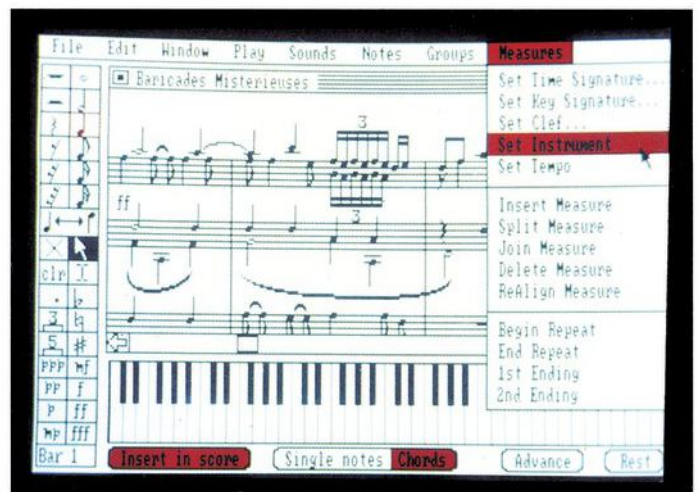 File Edit Window Play Sounds Notes Groups Measures
Baricades Misterieuses
Set Time Signature...
Set Key Signature...
Set Clef...
Set Instrument
Set Tempo
Insert Measure
Split Measure
Join Measure
Delete Measure
ReAlign Measure
Begin Repeat
End Repeat
1st Ending
2nd Ending
3
ff
3
clr
3
5
ppp mf
pp f
p ff
mp fff
Bar 1
Insert in score
Single notes Chords
Advance
Rest